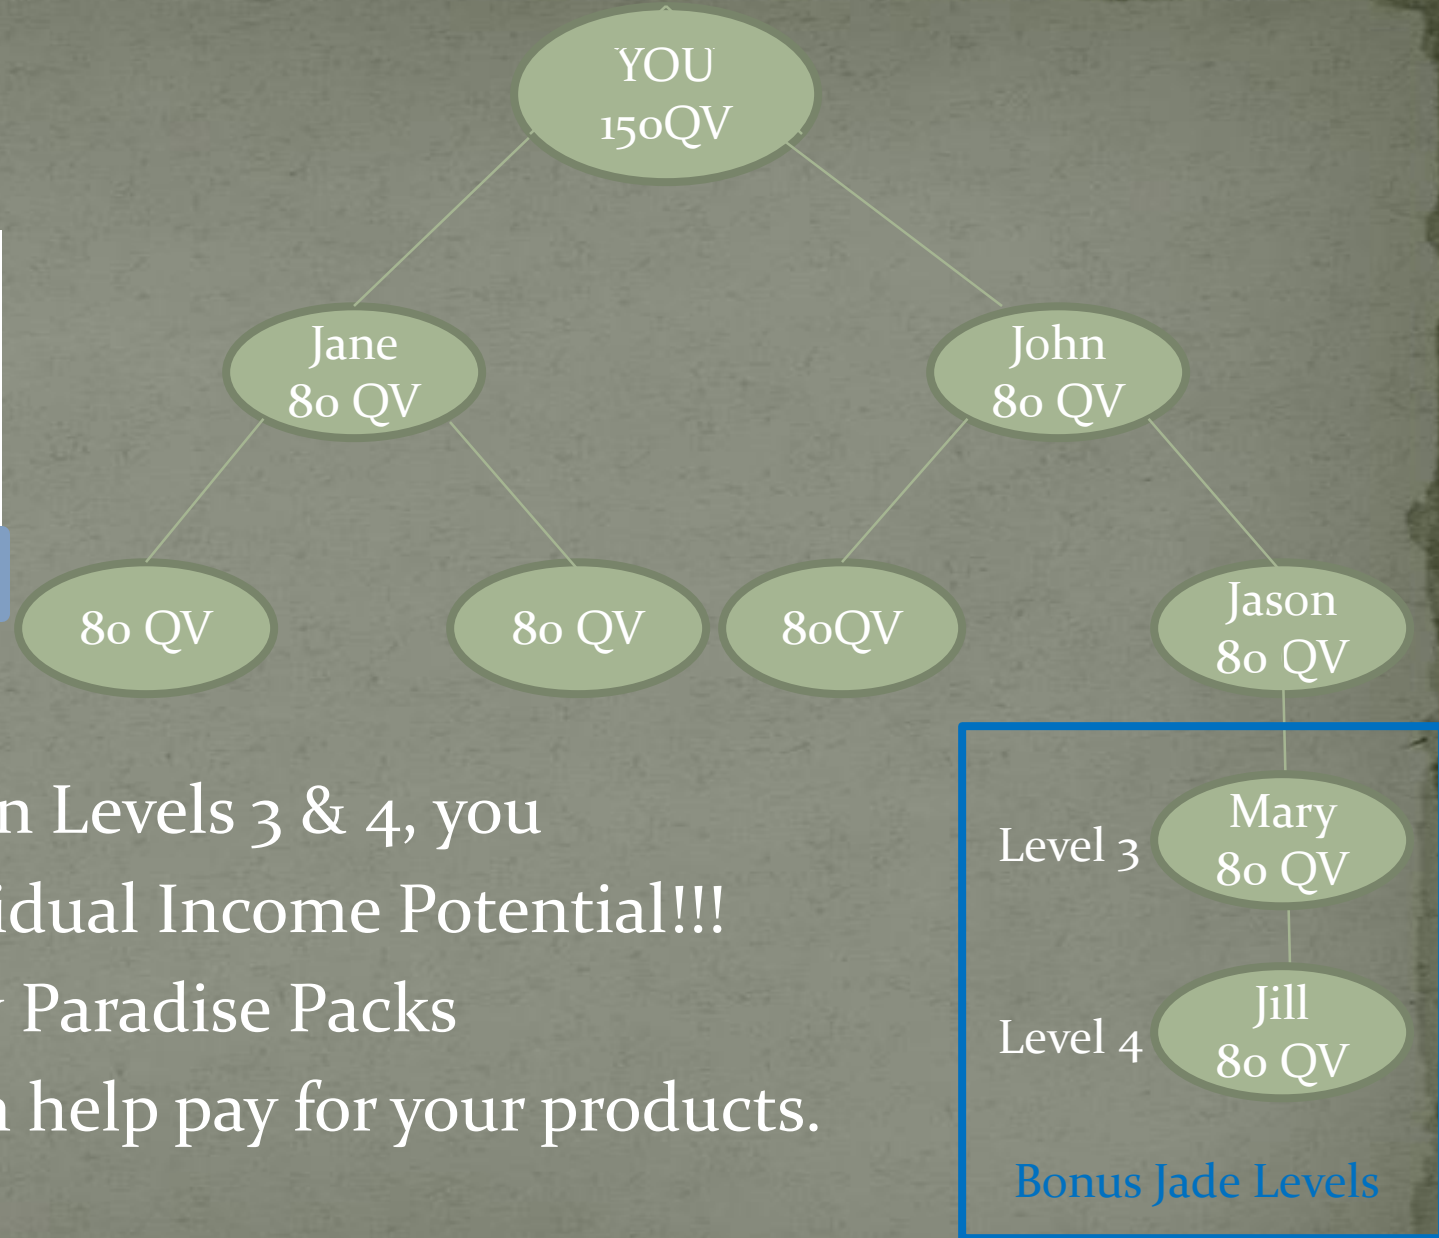 YOU
150QV
Jane
80 QV
John
80 QV
80 QV
80 QV
80QV
Jason
80 QV
n Levels 3 & 4, you
idual Income Potential!!!
Paradise Packs
help pay for your products.
Level 3
Mary
80 QV
Level 4
Jill
80 QV
Bonus Jade Levels